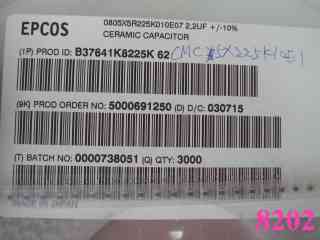 EPCOS
0805X5R225K010E07 2,2UF +/-10%
CERAMIC CAPACITOR
(1P) PROD ID: B37641K8225K 62
(9K) PROD ORDER NO: 5000691250 (D) D/C: 030715
(T) BATCH NO: 0000738051 (Q) QTY: 3000
MADE IN JAPAN
8202